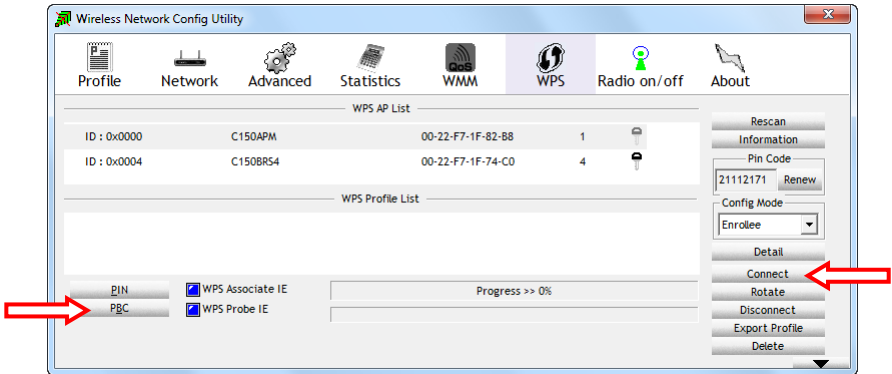 Wireless Network Config Utility
Profile Network Advanced Statistics QoS WMM WPS Radio on/off About
WPS AP List
ID : 0x0000 C150APM 00-22-F7-1F-82-B8 1
ID : 0x0004 C150BRS4 00-22-F7-1F-74-C0 4
WPS Profile List
Rescan
Information
Pin Code
21112171 Renew
Config Mode
Enrollee
Detail
Connect
Rotate
Disconnect
Export Profile
Delete
PIN WPS Associate IE Progress >> 0%
PBC WPS Probe IE